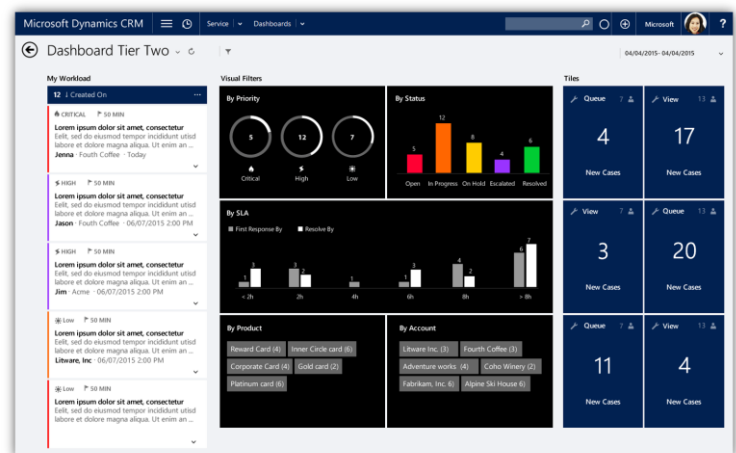 Microsoft Dynamics CRM Service Dashboards Microsoft ?
Dashboard Tier Two
04/04/2015- 04/04/2015
My Workload
12 ↓ Created On ...
CRITICAL 50 MIN
Lorem ipsum dolor sit amet, consectetur
Eelit, sed do eiusmod tempor incididunt utisd
labore et dolore magna aliqua. Ut enim an ...
Jenna · Fouth Coffee · Today
HIGH 50 MIN
Lorem ipsum dolor sit amet, consectetur
Eelit, sed do eiusmod tempor incididunt utisd
labore et dolore magna aliqua. Ut enim an ...
Jason · Fouth Coffee · 06/07/2015 2:00 PM
HIGH 50 MIN
Lorem ipsum dolor sit amet, consectetur
Eelit, sed do eiusmod tempor incididunt utisd
labore et dolore magna aliqua. Ut enim an ...
Jim · Acme · 06/07/2015 2:00 PM
Low 50 MIN
Lorem ipsum dolor sit amet, consectetur
Eelit, sed do eiusmod tempor incididunt utisd
labore et dolore magna aliqua. Ut enim an ...
Litware, Inc · 06/07/2015 2:00 PM
Low 50 MIN
Lorem ipsum dolor sit amet, consectetur
Eelit, sed do eiusmod tempor incididunt utisd
labore et dolore magna aliqua. Ut enim an ...
Visual Filters
By Priority
5 12 7
Critical High Low
By Status
5 12 8 4 6
Open In Progress On Hold Escalated Resolved
By SLA
First Response By Resolve By
1 3 3 2 1 1 3 4 2 6 7
< 2h 2h 4h 6h 8h > 8h
By Product
Reward Card (4) Inner Circle card (6)
Corporate Card (4) Gold card (2)
Platinum card (6)
By Account
Litware Inc. (3) Fourth Coffee (3)
Adventure works (4) Coho Winery (2)
Fabrikam, Inc. 6) Alpine Ski House 6)
Tiles
Queue 7
4
New Cases
View 13
17
New Cases
View 7
3
New Cases
Queue 13
20
New Cases
Queue 7
11
New Cases
View 13
4
New Cases